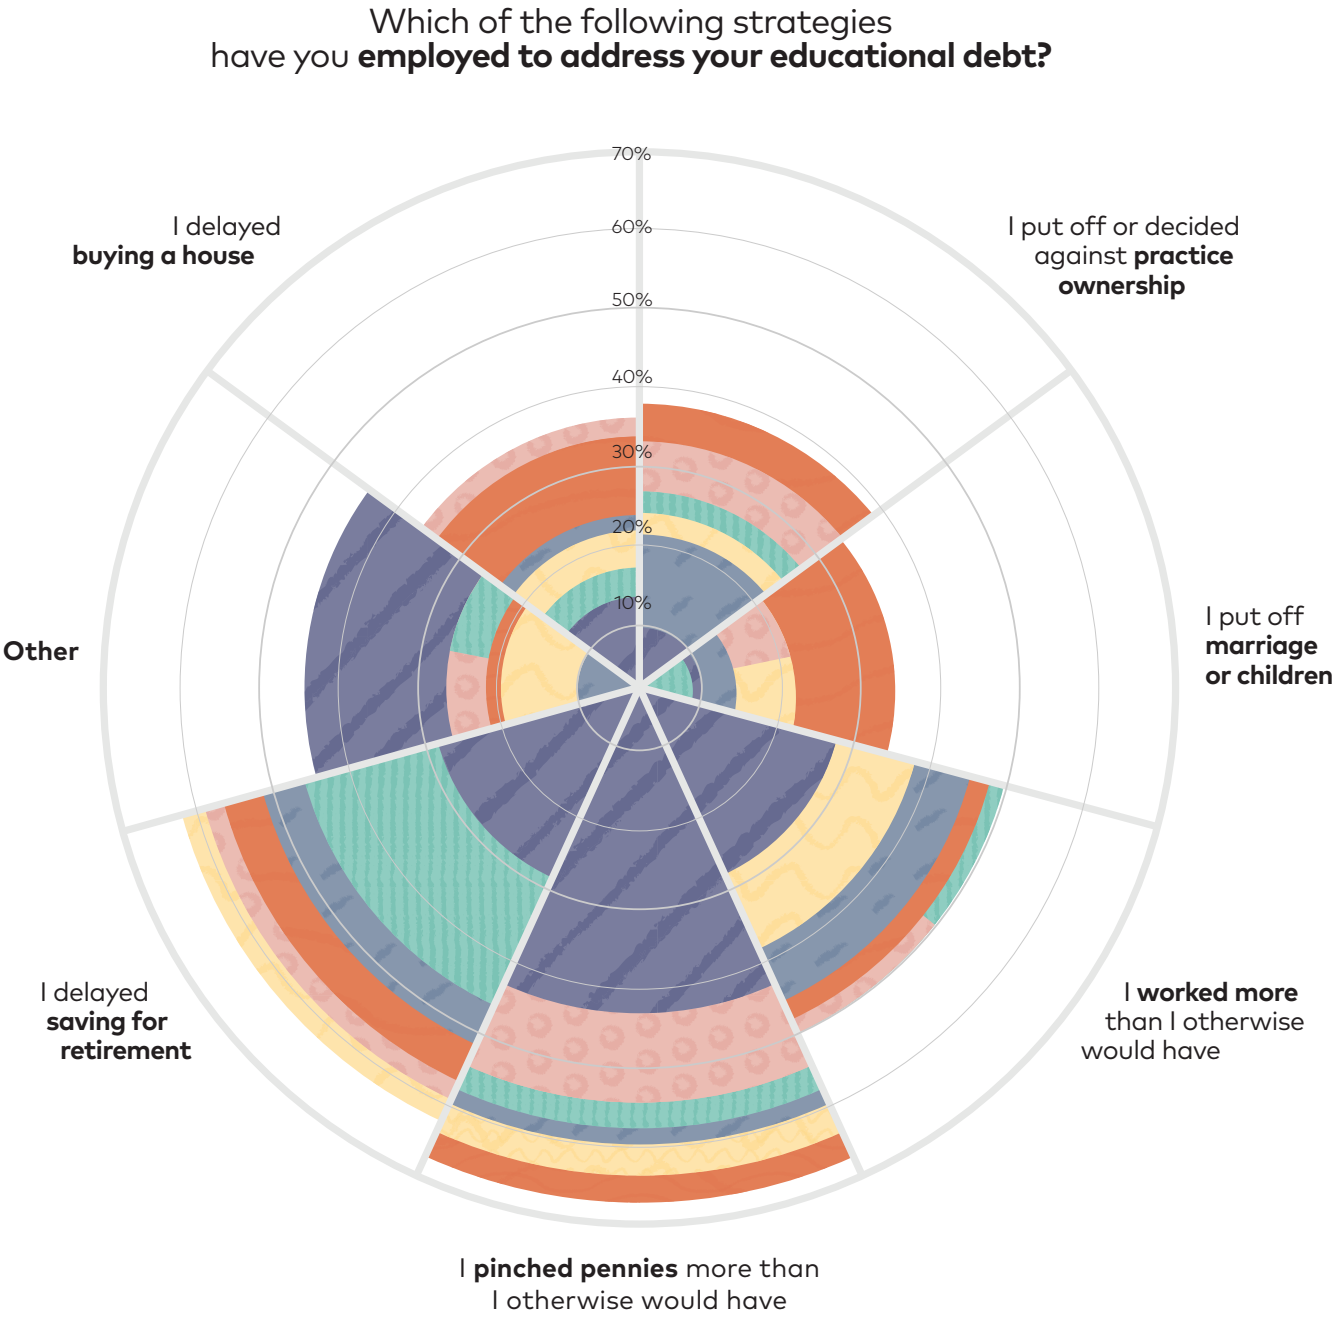 Which of the following strategies
have you employed to address your educational debt?
70%
60%
50%
40%
30%
20%
10%
I delayed
buying a house
I put off or decided
against practice
ownership
I put off
marriage
or children
Other
I delayed
saving for
retirement
I worked more
than I otherwise
would have
I pinched pennies more than
I otherwise would have